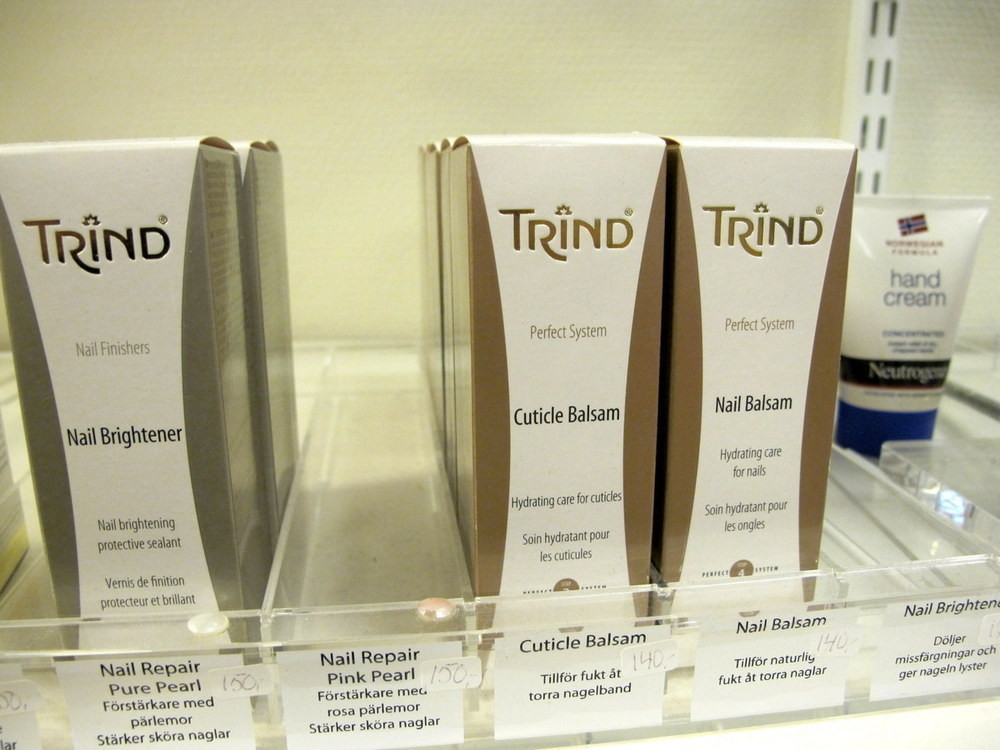 TRIND®
Nail Finishers
Nail Brightener
Nail brightening
protective sealant
Vernis de finition
protecteur et brillant
TRIND®
Perfect System
Cuticle Balsam
Hydrating care for cuticles
Soin hydratant pour
les cuticules
TRIND®
Perfect System
Nail Balsam
Hydrating care
for nails
Soin hydratant pour
les ongles
PERFECT STEP 4 SYSTEM
NORWEGIAN
FORMULA
hand
cream
CONCENTRATED
Neutrogena
Nail Repair
Pure Pearl
150,-
Förstärkare med
pärlemor
Stärker sköra naglar
Nail Repair
Pink Pearl
150,-
Förstärkare med
rosa pärlemor
Stärker sköra naglar
Cuticle Balsam
140,-
Tillför fukt åt
torra nagelband
Nail Balsam
140,-
Tillför naturlig
fukt åt torra naglar
Nail Brightene
Döljer
missfärgningar och
ger nageln lyster